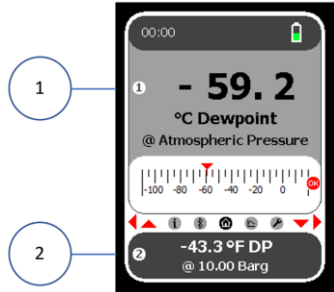 00:00
1
1
- 59.2
°C Dewpoint
@ Atmospheric Pressure
-100 -80 -60 -40 -20 0
OK
2
2
-43.3 ºF DP
@ 10.00 Barg